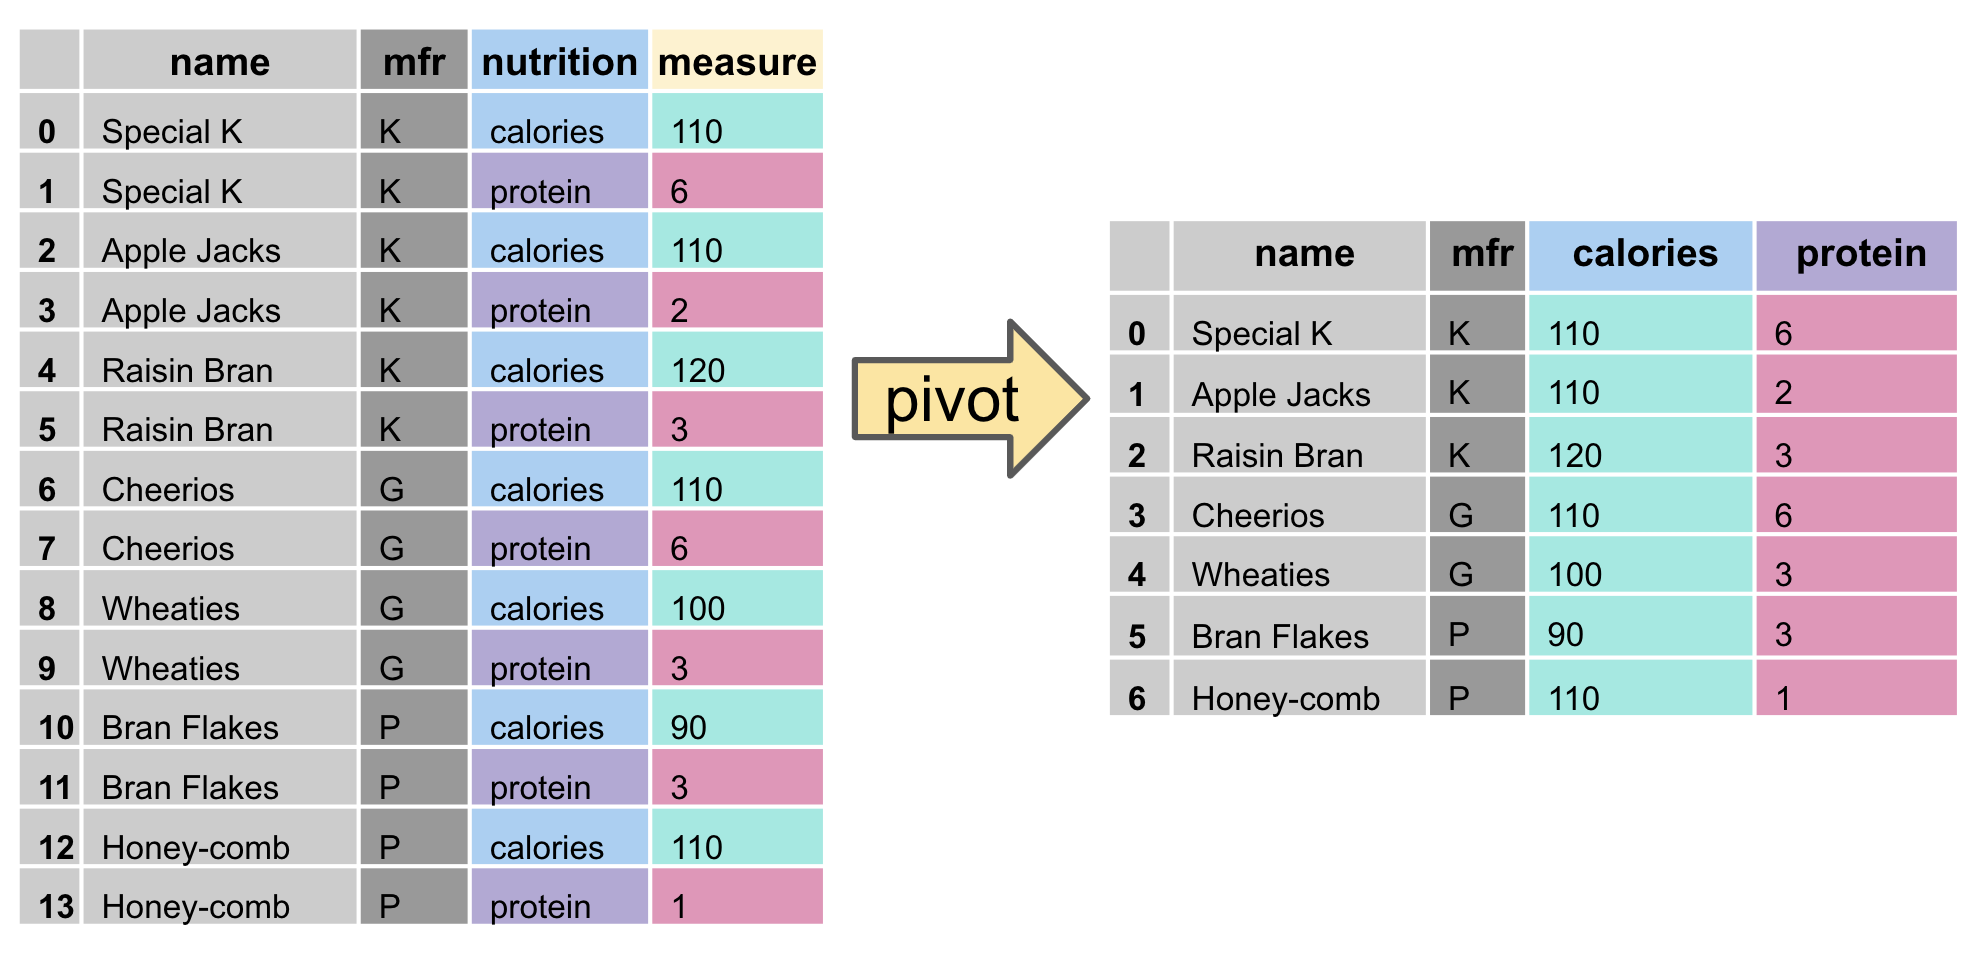 name mfr nutrition measure
0 Special K K calories 110
1 Special K K protein 6
2 Apple Jacks K calories 110
3 Apple Jacks K protein 2
4 Raisin Bran K calories 120
5 Raisin Bran K protein 3
6 Cheerios G calories 110
7 Cheerios G protein 6
8 Wheaties G calories 100
9 Wheaties G protein 3
10 Bran Flakes P calories 90
11 Bran Flakes P protein 3
12 Honey-comb P calories 110
13 Honey-comb P protein 1
pivot
name mfr calories protein
0 Special K K 110 6
1 Apple Jacks K 110 2
2 Raisin Bran K 120 3
3 Cheerios G 110 6
4 Wheaties G 100 3
5 Bran Flakes P 90 3
6 Honey-comb P 110 1